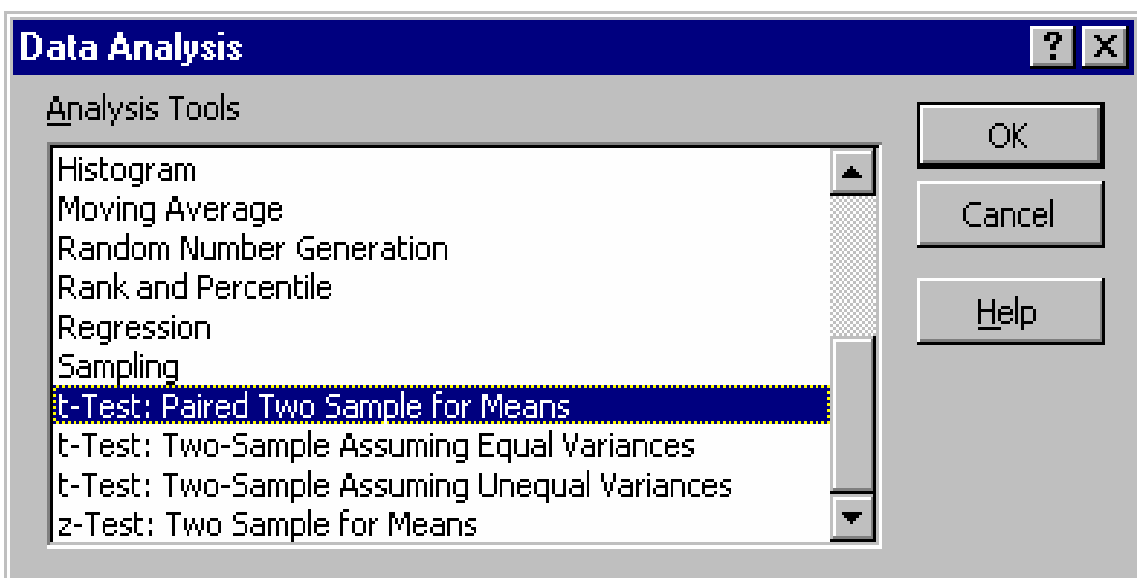 Data Analysis
? X
Analysis Tools
Histogram
Moving Average
Random Number Generation
Rank and Percentile
Regression
Sampling
t-Test: Paired Two Sample for Means
t-Test: Two-Sample Assuming Equal Variances
t-Test: Two-Sample Assuming Unequal Variances
z-Test: Two Sample for Means
OK
Cancel
Help